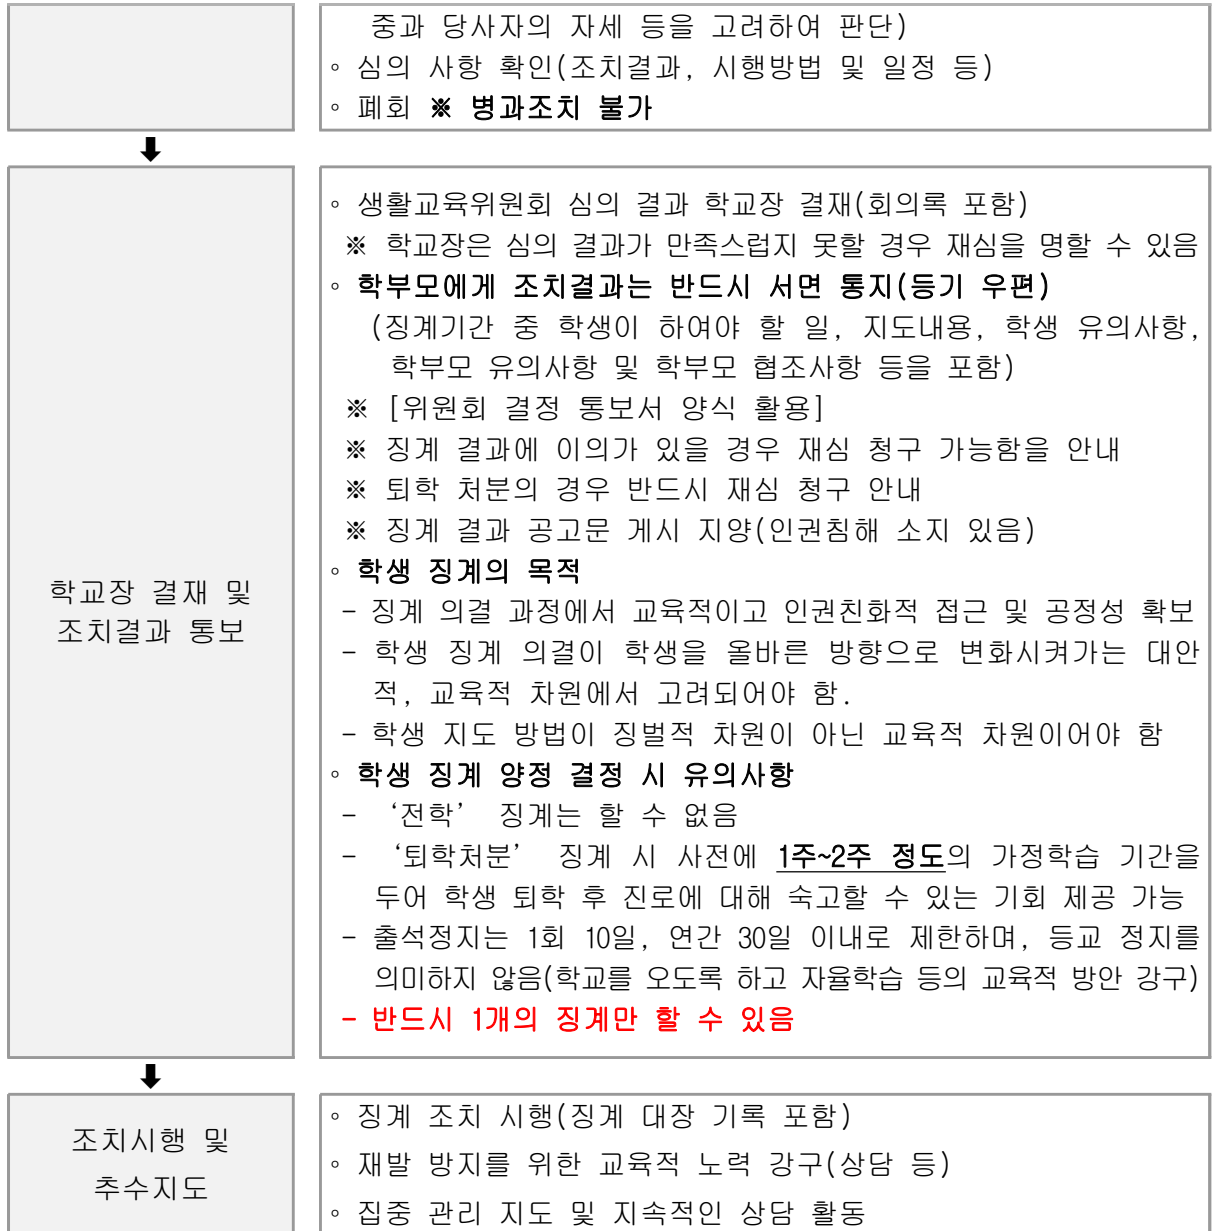 중과 당사자의 자세 등을 고려하여 판단)
◦ 심의 사항 확인(조치결과, 시행방법 및 일정 등)
◦ 폐회 ※ 병과조치 불가
학교장 결재 및
조치결과 통보
◦ 생활교육위원회 심의 결과 학교장 결재(회의록 포함)
※ 학교장은 심의 결과가 만족스럽지 못할 경우 재심을 명할 수 있음
◦ 학부모에게 조치결과는 반드시 서면 통지(등기 우편)
(징계기간 중 학생이 하여야 할 일, 지도내용, 학생 유의사항,
학부모 유의사항 및 학부모 협조사항 등을 포함)
※ [위원회 결정 통보서 양식 활용]
※ 징계 결과에 이의가 있을 경우 재심 청구 가능함을 안내
※ 퇴학 처분의 경우 반드시 재심 청구 안내
※ 징계 결과 공고문 게시 지양(인권침해 소지 있음)
◦ 학생 징계의 목적
- 징계 의결 과정에서 교육적이고 인권친화적 접근 및 공정성 확보
- 학생 징계 의결이 학생을 올바른 방향으로 변화시켜가는 대안
적, 교육적 차원에서 고려되어야 함.
- 학생 지도 방법이 징벌적 차원이 아닌 교육적 차원이어야 함
◦ 학생 징계 양정 결정 시 유의사항
- ‘전학’ 징계는 할 수 없음
- ‘퇴학처분’ 징계 시 사전에 1주~2주 정도의 가정학습 기간을
두어 학생 퇴학 후 진로에 대해 숙고할 수 있는 기회 제공 가능
- 출석정지는 1회 10일, 연간 30일 이내로 제한하며, 등교 정지를
의미하지 않음(학교를 오도록 하고 자율학습 등의 교육적 방안 강구)
- 반드시 1개의 징계만 할 수 있음
조치시행 및
추수지도
◦ 징계 조치 시행(징계 대장 기록 포함)
◦ 재발 방지를 위한 교육적 노력 강구(상담 등)
◦ 집중 관리 지도 및 지속적인 상담 활동